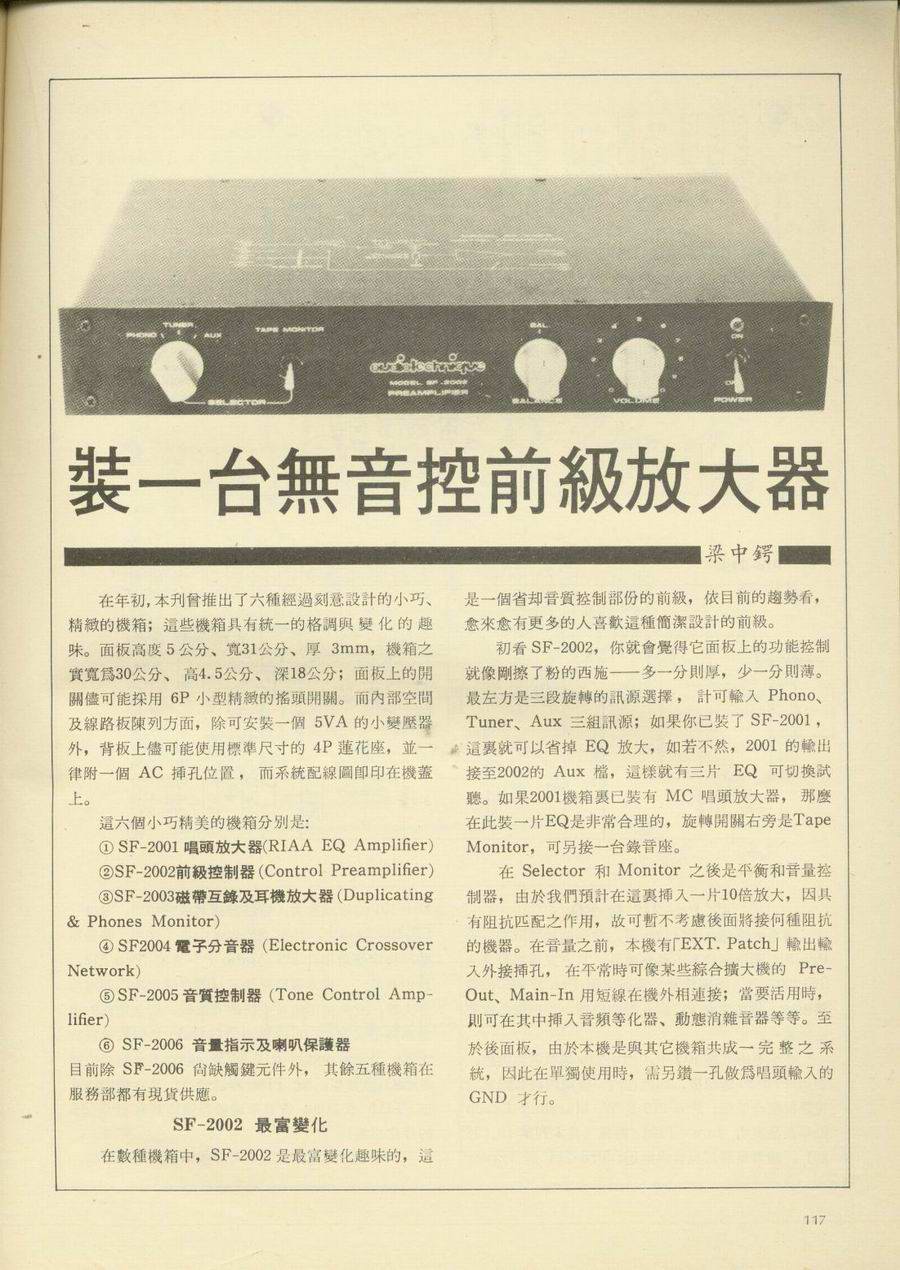 PHONO
TUNER
AUX
TAPE MONITOR
SELECTOR
audiotechnique
MODEL SF-2002
PREAMPLIFIER
BAL.
BALANCE
VOLUME
ON
POWER
裝一台無音控前級放大器
梁中鍔
在年初,本刋曾推出了六種經過刻意設計的小巧、
精緻的機箱；這些機箱具有統一的格調與變化的趣
味。面板高度5公分、寬31公分、厚 3mm，機箱之
實寬爲30公分、高4.5公分、深18公分；面板上的開
關儘可能採用 6P 小型精緻的搖頭開關。而內部空間
及線路板陳列方面，除可安裝一個 5VA 的小變壓器
外，背板上儘可能使用標準尺寸的 4P 蓮花座，並一
律附一個 AC 揷孔位置，而系統配線圖卽印在機蓋
上。
這六個小巧精美的機箱分別是:
① SF-2001 唱頭放大器(RIAA EQ Amplifier)
②SF-2002前級控制器(Control Preamplifier)
③SF-2003磁帶互錄及耳機放大器(Duplicating
& Phones Monitor)
④ SF2004 電子分音器 (Electronic Crossover
Network)
⑤ SF-2005 音質控制器 (Tone Control Amp-
lifier)
⑥ SF-2006 音量指示及喇叭保護器
目前除 SF-2006 尙缺觸鍵元件外，其餘五種機箱在
服務部都有現貨供應。
SF-2002 最富變化
在數種機箱中，SF-2002 是最富變化趣味的，這
是一個省却音質控制部份的前級，依目前的趨勢看，
愈來愈有更多的人喜歡這種簡潔設計的前級。
初看 SF-2002，你就會覺得它面板上的功能控制
就像剛擦了粉的西施——多一分則厚，少一分則薄。
最左方是三段旋轉的訊源選擇，計可輸入 Phono、
Tuner、Aux 三組訊源；如果你已裝了 SF-2001，
這裏就可以省掉 EQ 放大，如若不然，2001 的輸出
接至2002的 Aux 檔，這樣就有三片 EQ 可切換試
聽。如果2001機箱裏已裝有 MC 唱頭放大器，那麼
在此裝一片EQ是非常合理的，旋轉開關右旁是Tape
Monitor，可另接一台錄音座。
在 Selector 和 Monitor 之後是平衡和音量控
制器，由於我們預計在這裏揷入一片10倍放大，因具
有阻抗匹配之作用，故可暫不考慮後面將接何種阻抗
的機器。在音量之前，本機有「EXT. Patch」輸出輸
入外接揷孔，在平常時可像某些綜合擴大機的 Pre-
Out、Main-In 用短線在機外相連接；當要活用時，
則可在其中揷入音頻等化器、動態消雜音器等等。至
於後面板，由於本機是與其它機箱共成一完整之系
統，因此在單獨使用時，需另鑽一孔做爲唱頭輸入的
GND 才行。
117